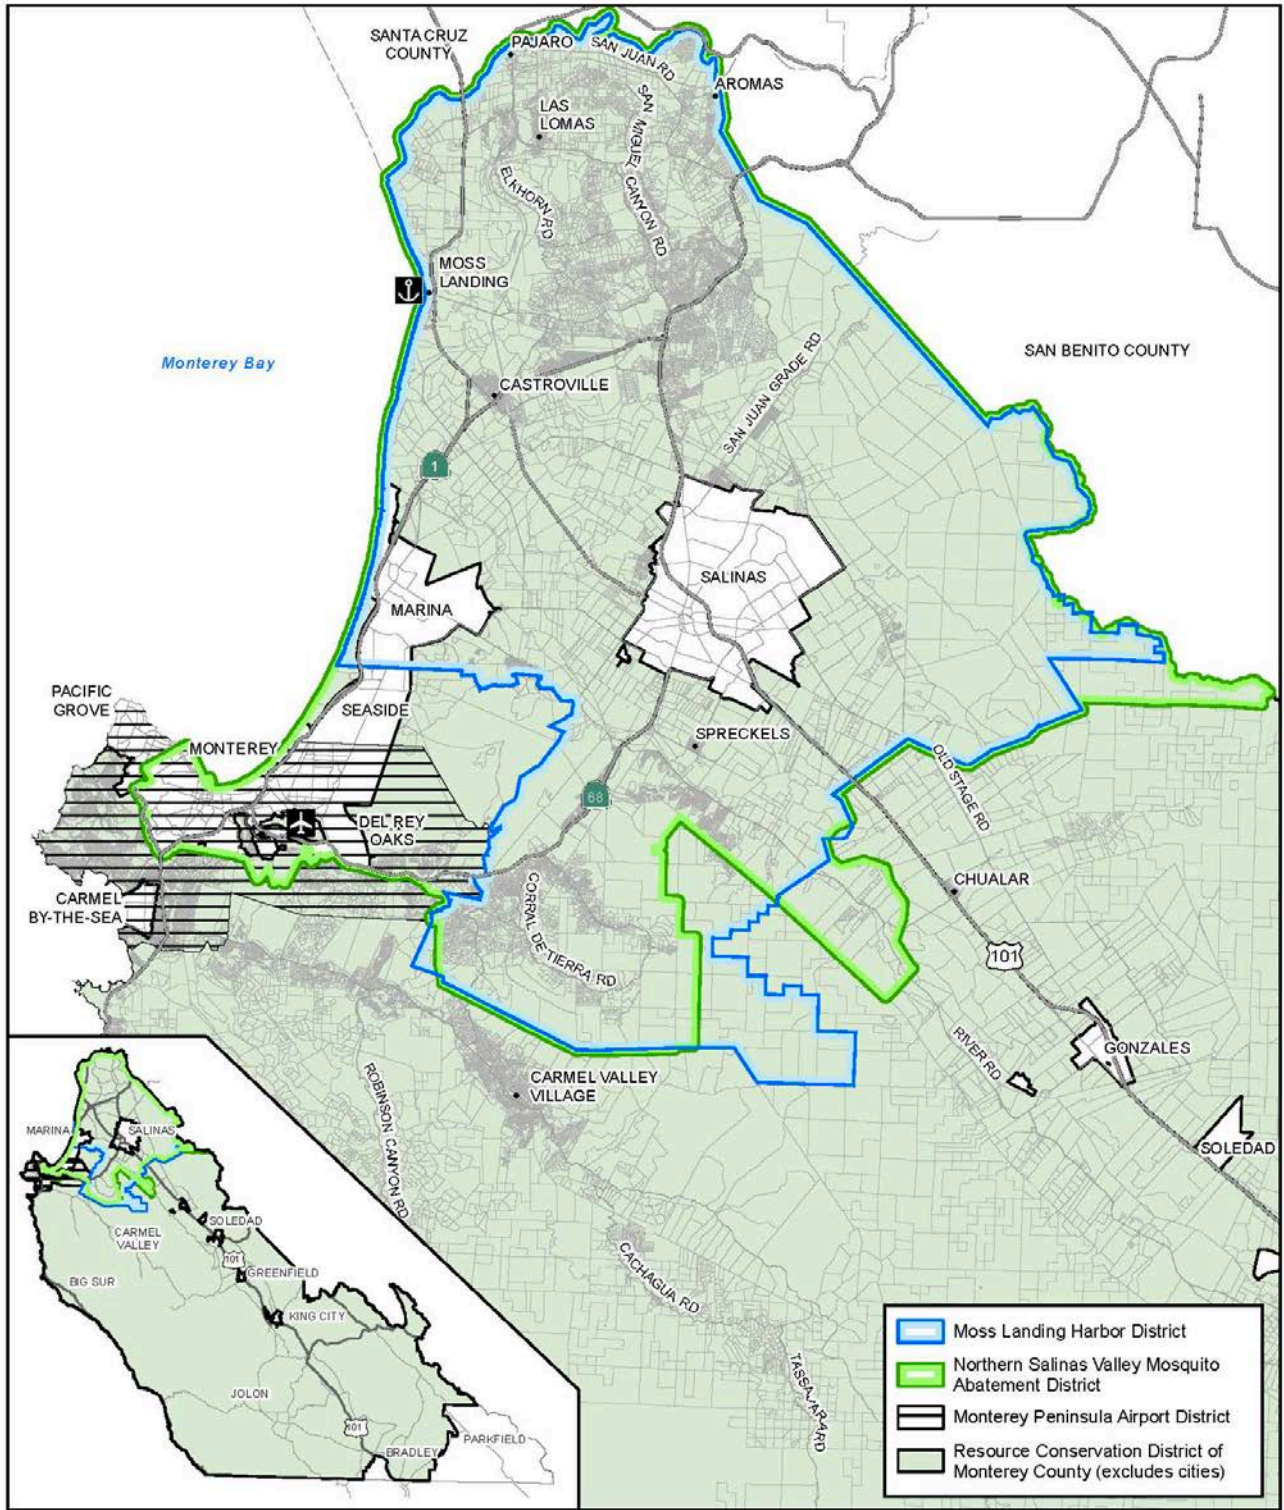 SANTA CRUZ
COUNTY
PAJARO
SAN JUAN RD
AROMAS
LAS
LOMAS
SAN MIGUEL CANYON RD
ELKHORN RD
MOSS
LANDING
Monterey Bay
SAN BENITO COUNTY
SAN JUAN GRADE RD
CASTROVILLE
1
SALINAS
MARINA
PACIFIC
GROVE
SEASIDE
MONTEREY
SPRECKELS
OLD STAGE RD
68
DEL REY
OAKS
CHUALAR
CARMEL
BY-THE-SEA
CORRAL DE TIERRA RD
101
RIVER RD
GONZALES
CARMEL VALLEY
VILLAGE
ROBINSON CANYON RD
SOLEDAD
CACHAGUA RD
TASSAJARA RD
MARINA
SALINAS
CARMEL
VALLEY
SOLEDAD
101
GREENFIELD
BIG SUR
KING CITY
JOLON
101
BRADLEY
PARKFIELD
Moss Landing Harbor District
Northern Salinas Valley Mosquito
Abatement District
Monterey Peninsula Airport District
Resource Conservation District of
Monterey County (excludes cities)